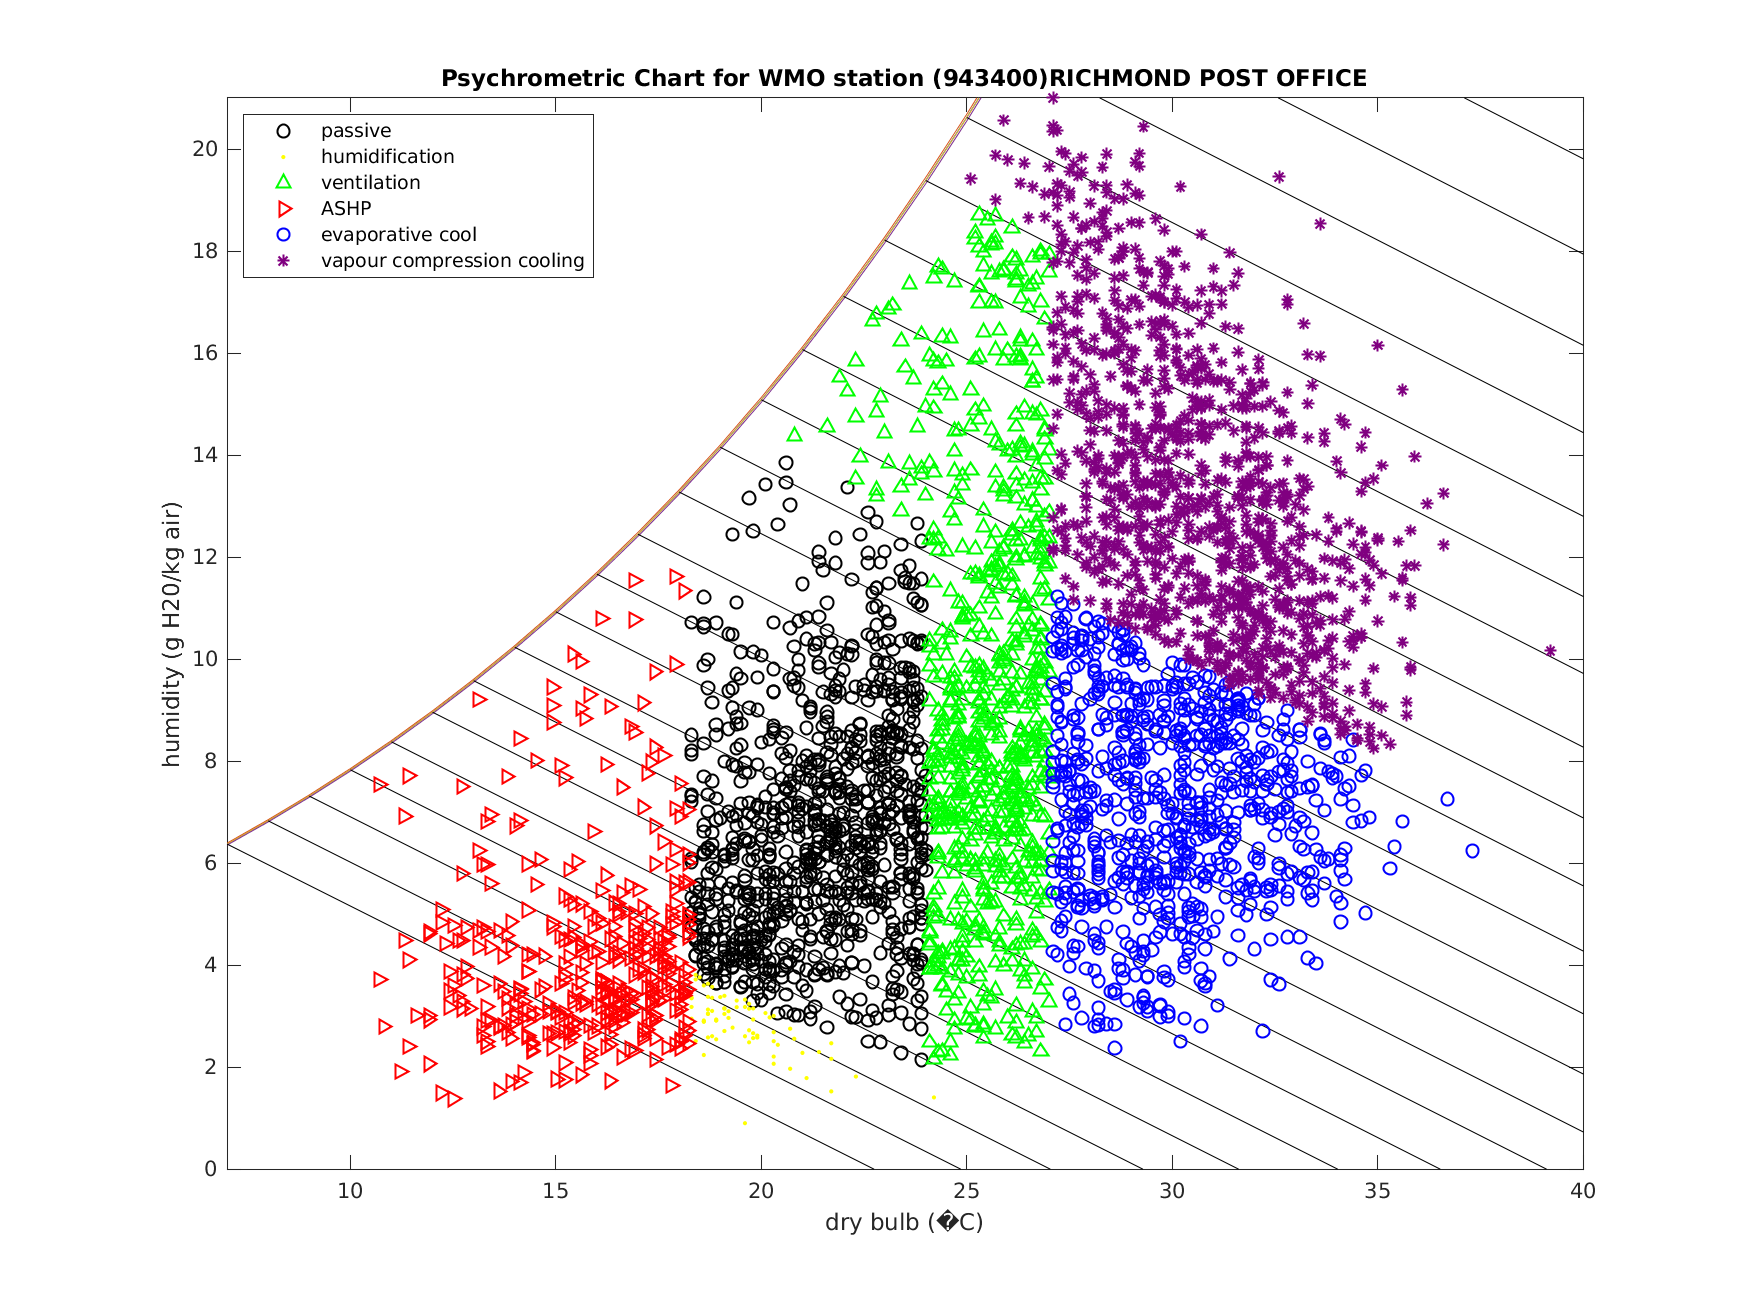 Psychrometric Chart for WMO station (943400)RICHMOND POST OFFICE
passive
humidification
ventilation
ASHP
evaporative cool
vapour compression cooling
humidity (g H20/kg air)
20
18
16
14
12
10
8
6
4
2
0
10 15 20 25 30 35 40
dry bulb (�C)